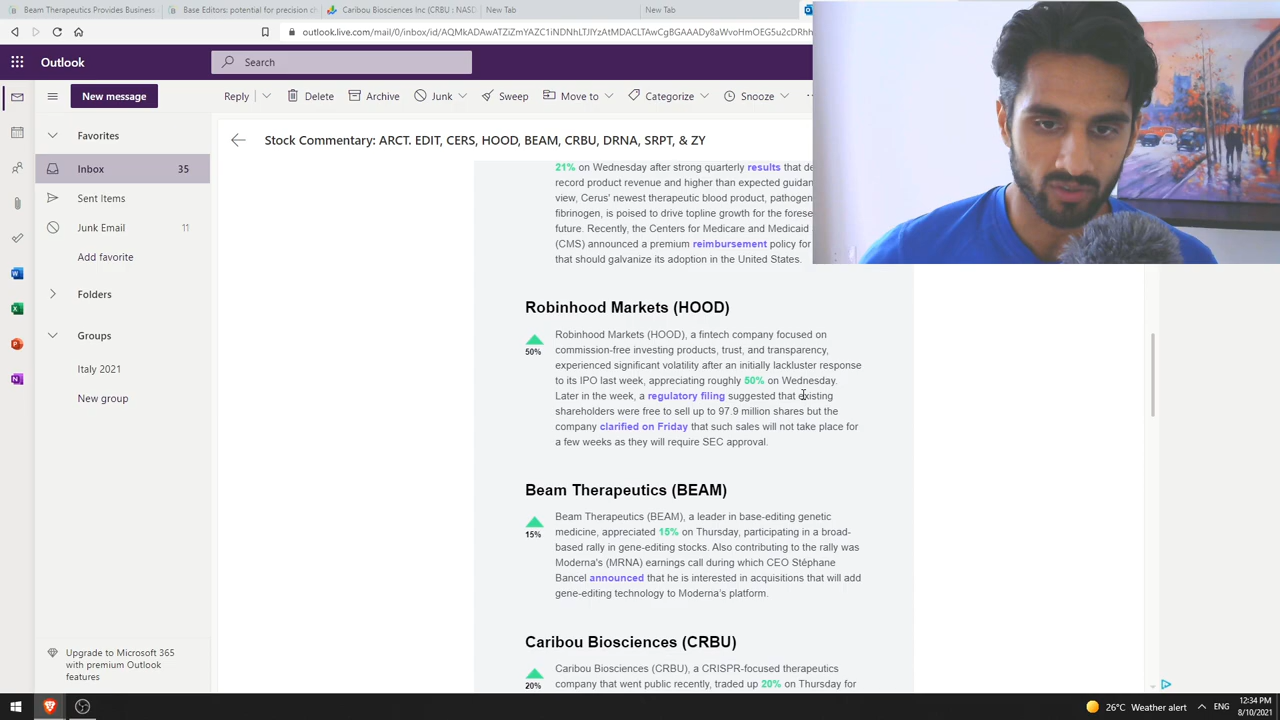 Beam Therapeutics Provides Business
Base Editors: potential for precision c
Caribou Biosciences Inc (CRBU : NASD
New Tab
New Tab
outlook.live.com/mail/0/inbox/id/
Outlook
Search
New message
Reply
Delete
Archive
Junk
Sweep
Move to
Categorize
Snooze
Favorites
Inbox 35
Sent Items
Junk Email 11
Add favorite
Folders
Groups
Italy 2021
New group
Upgrade to Microsoft 365
with premium Outlook
features
Stock Commentary: ARCT. EDIT, CERS, HOOD, BEAM, CRBU, DRNA, SRPT, & ZY
21% on Wednesday after strong quarterly results that de
record product revenue and higher than expected guidan
view, Cerus' newest therapeutic blood product, pathogen
fibrinogen, is poised to drive topline growth for the forese
future. Recently, the Centers for Medicare and Medicaid
(CMS) announced a premium reimbursement policy for
that should galvanize its adoption in the United States.
Robinhood Markets (HOOD)
50%
Robinhood Markets (HOOD), a fintech company focused on
commission-free investing products, trust, and transparency,
experienced significant volatility after an initially lackluster response
to its IPO last week, appreciating roughly 50% on Wednesday.
Later in the week, a regulatory filing suggested that existing
shareholders were free to sell up to 97.9 million shares but the
company clarified on Friday that such sales will not take place for
a few weeks as they will require SEC approval.
Beam Therapeutics (BEAM)
15%
Beam Therapeutics (BEAM), a leader in base-editing genetic
medicine, appreciated 15% on Thursday, participating in a broad-
based rally in gene-editing stocks. Also contributing to the rally was
Moderna's (MRNA) earnings call during which CEO Stéphane
Bancel announced that he is interested in acquisitions that will add
gene-editing technology to Moderna's platform.
Caribou Biosciences (CRBU)
20%
Caribou Biosciences (CRBU), a CRISPR-focused therapeutics
company that went public recently, traded up 20% on Thursday for
26°C Weather alert
ENG
12:34 PM
8/10/2021